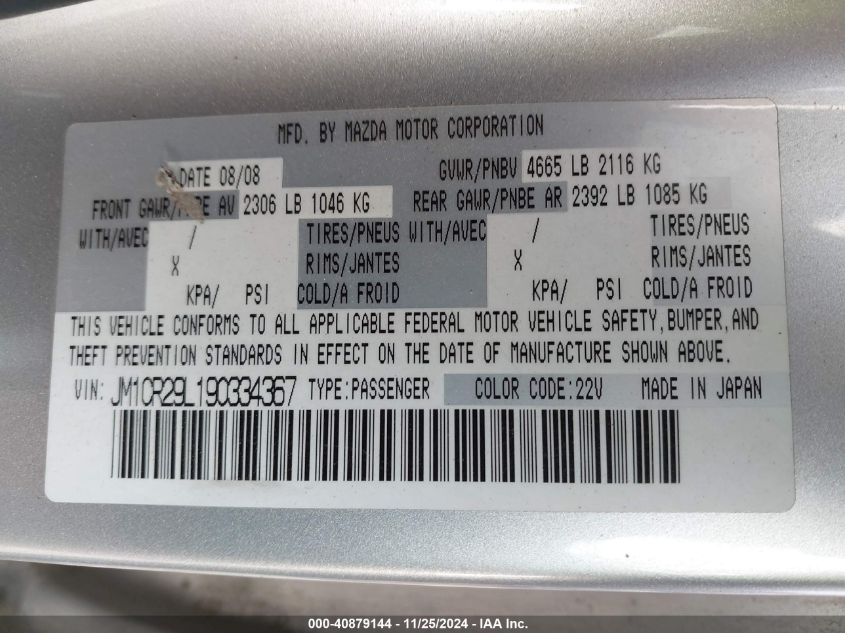 MFD. BY MAZDA MOTOR CORPORATION
DATE 08/08 GVWR/PNBV 4665 LB 2116 KG
FRONT GAWR/PNBE AV 2306 LB 1046 KG REAR GAWR/PNBE AR 2392 LB 1085 KG
WITH/AVEC / TIRES/PNEUS WITH/AVEC / TIRES/PNEUS
X RIMS/JANTES X RIMS/JANTES
KPA/ PSI COLD/A FROID KPA/ PSI COLD/A FROID
THIS VEHICLE CONFORMS TO ALL APPLICABLE FEDERAL MOTOR VEHICLE SAFETY, BUMPER, AND
THEFT PREVENTION STANDARDS IN EFFECT ON THE DATE OF MANUFACTURE SHOWN ABOVE.
VIN: JM1CR29L190334367 TYPE:PASSENGER COLOR CODE:22V MADE IN JAPAN
000-40879144 - 11/25/2024 - IAA Inc.